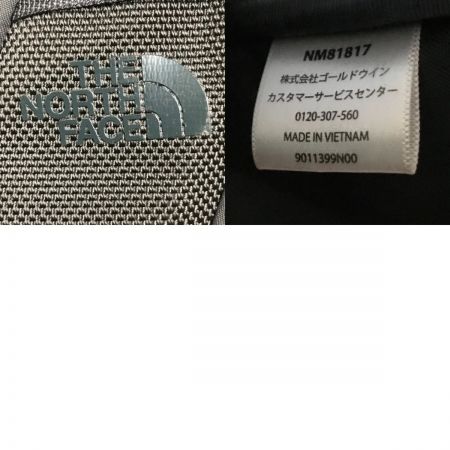 THE
NORTH
FACE
NM81817
株式会社ゴールドウイン
カスタマーサービスセンター
0120-307-560
MADE IN VIETNAM
9011399N00